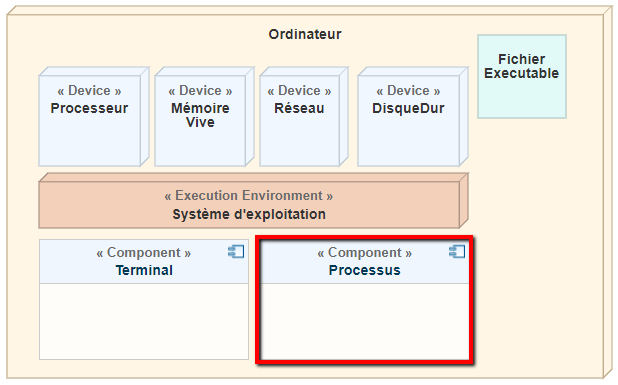 Ordinateur
Fichier
Executable
« Device »
Processeur
« Device »
Mémoire
Vive
« Device »
Réseau
« Device »
DisqueDur
« Execution Environment »
Système d'exploitation
« Component »
Terminal
« Component »
Processus